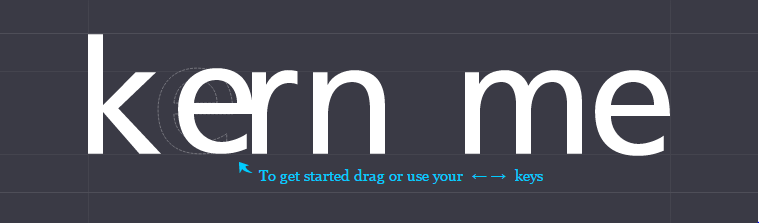 kern me
To get started drag or use your ←→ keys